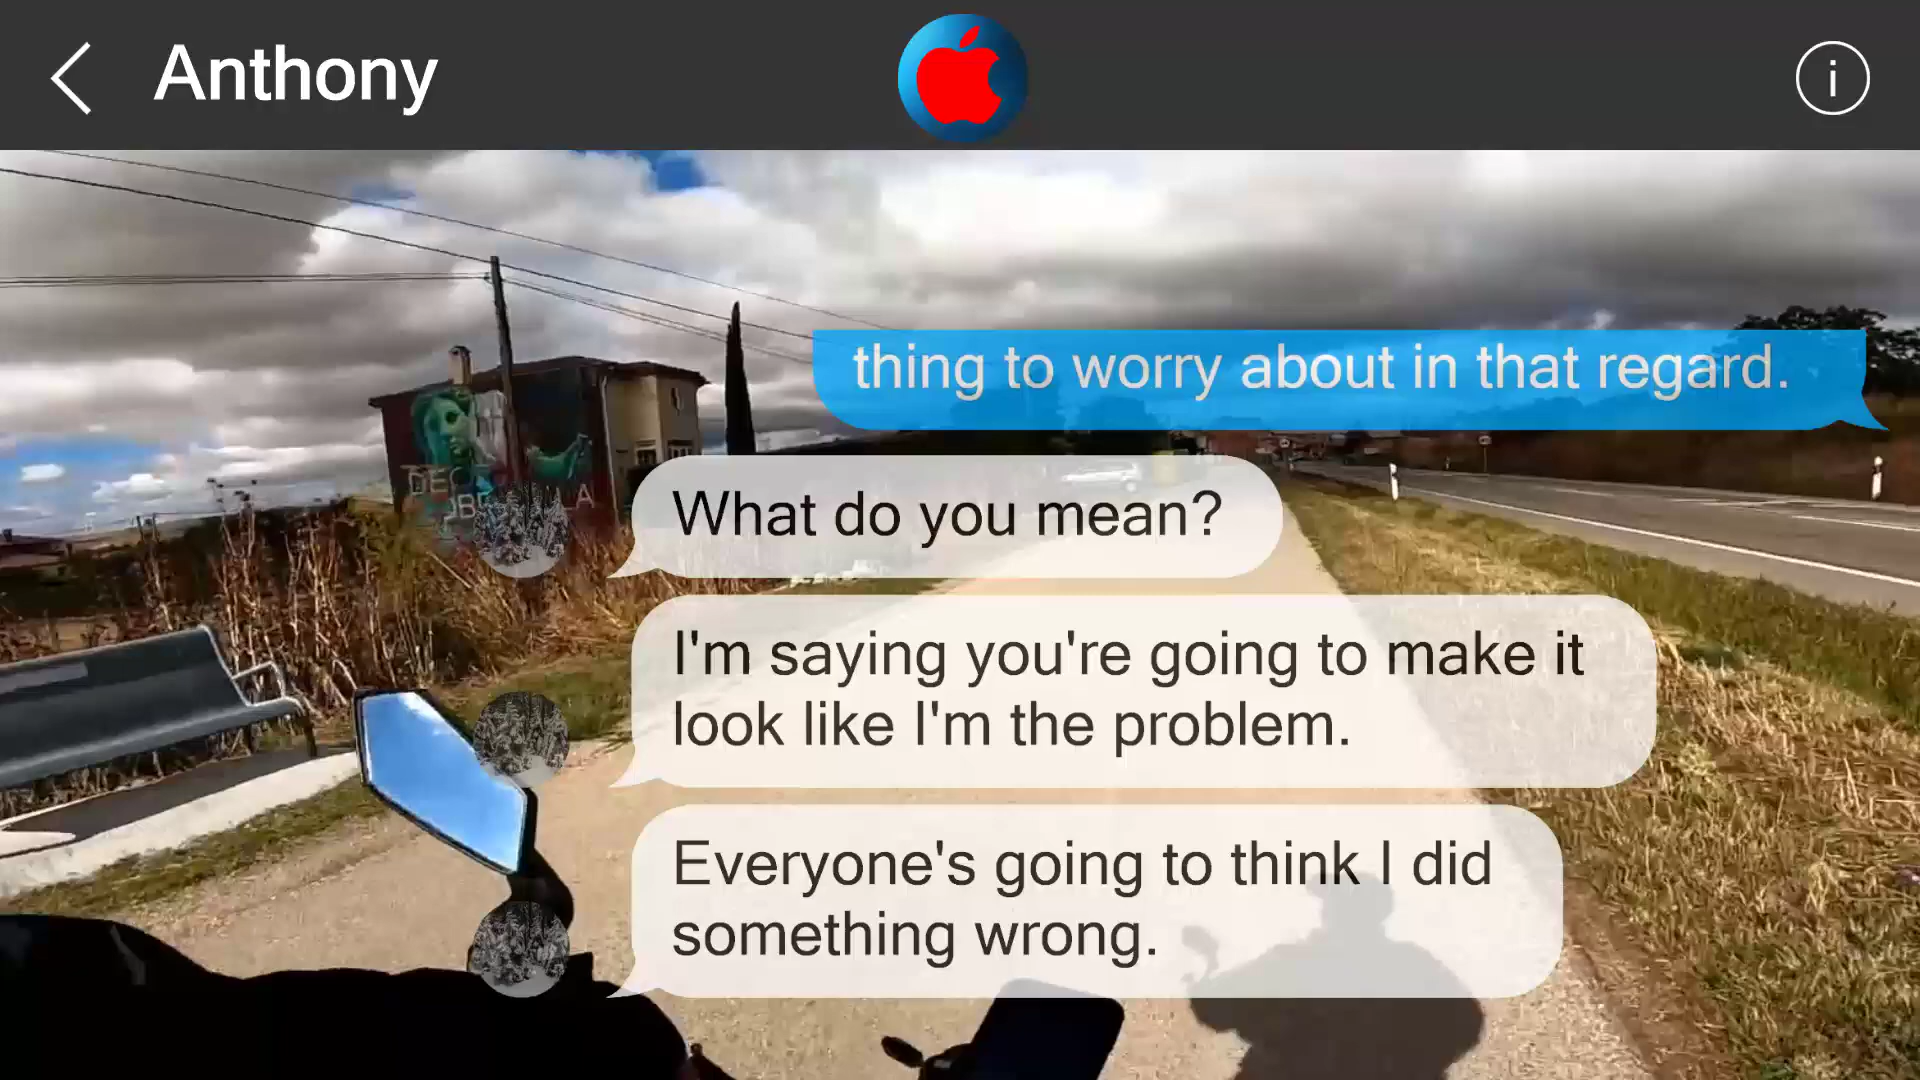 Anthony
thing to worry about in that regard.
What do you mean?
I'm saying you're going to make it
look like I'm the problem.
Everyone's going to think I did
something wrong.